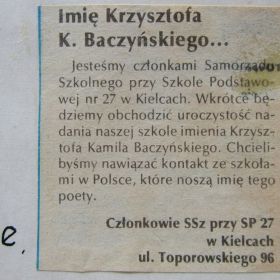 Imię Krzysztofa
K. Baczyńskiego...
Jesteśmy członkami Samorządu
Szkolnego przy Szkole Podstawo-
wej nr 27 w Kielcach. Wkrótce bę-
dziemy obchodzić uroczystość na-
dania naszej szkole imienia Krzysz-
tofa Kamila Baczyńskiego. Chcieli-
byśmy nawiązać kontakt ze szkoła-
mi w Polsce, które noszą imię tego
poety.
Członkowie SSz przy SP 27
w Kielcach
ul. Toporowskiego 96
e